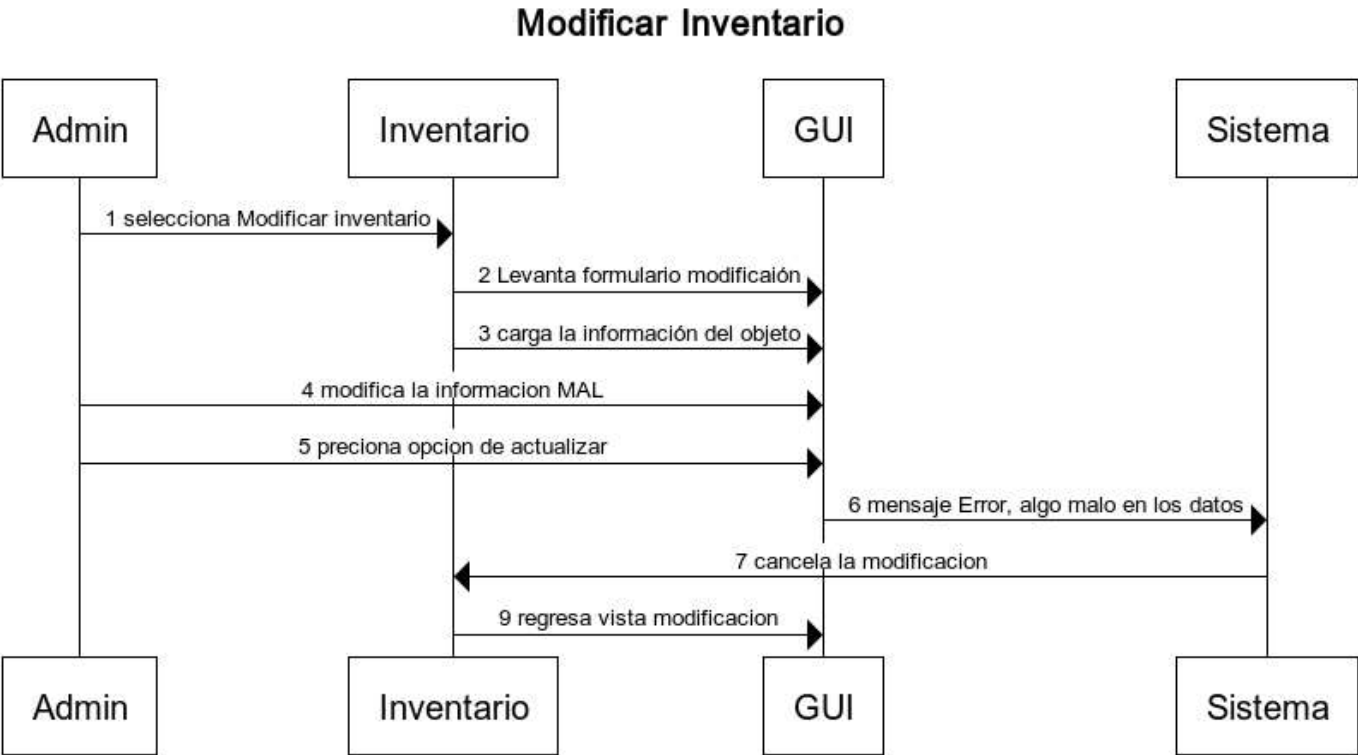 Modificar Inventario
Admin
Inventario
GUI
Sistema
1 selecciona Modificar inventario
2 Levanta formulario modificaión
3 carga la información del objeto
4 modifica la informacion MAL
5 preciona opcion de actualizar
6 mensaje Error, algo malo en los datos
7 cancela la modificacion
9 regresa vista modificacion
Admin
Inventario
GUI
Sistema